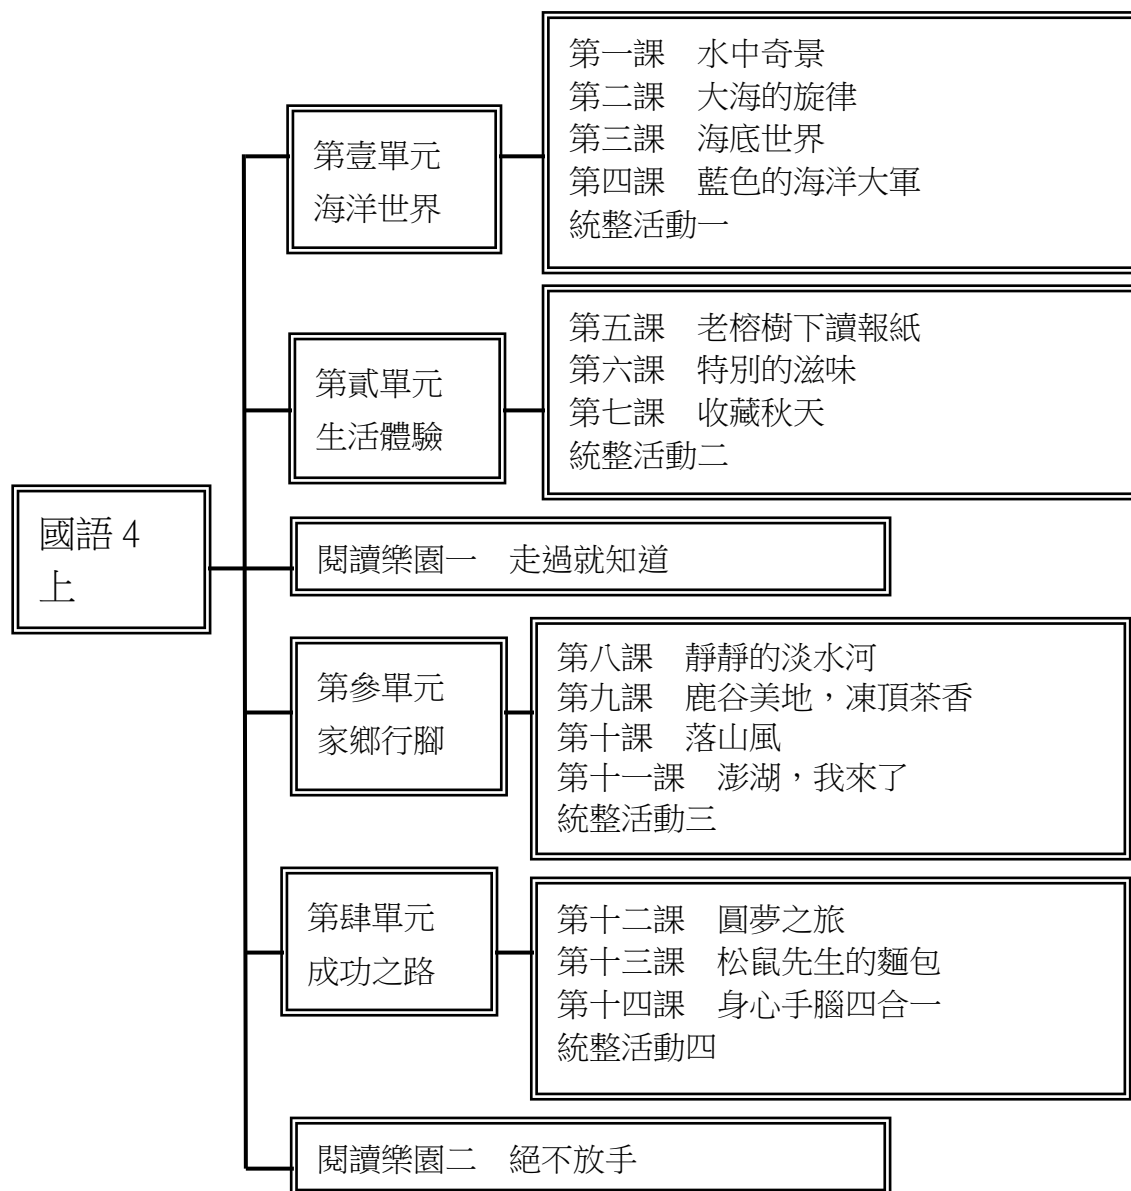 國語 4
上
第壹單元
海洋世界
第一課　水中奇景
第二課　大海的旋律
第三課　海底世界
第四課　藍色的海洋大軍
統整活動一
第貳單元
生活體驗
第五課　老榕樹下讀報紙
第六課　特別的滋味
第七課　收藏秋天
統整活動二
閱讀樂園一　走過就知道
第參單元
家鄉行腳
第八課　靜靜的淡水河
第九課　鹿谷美地，凍頂茶香
第十課　落山風
第十一課　澎湖，我來了
統整活動三
第肆單元
成功之路
第十二課　圓夢之旅
第十三課　松鼠先生的麵包
第十四課　身心手腦四合一
統整活動四
閱讀樂園二　絕不放手